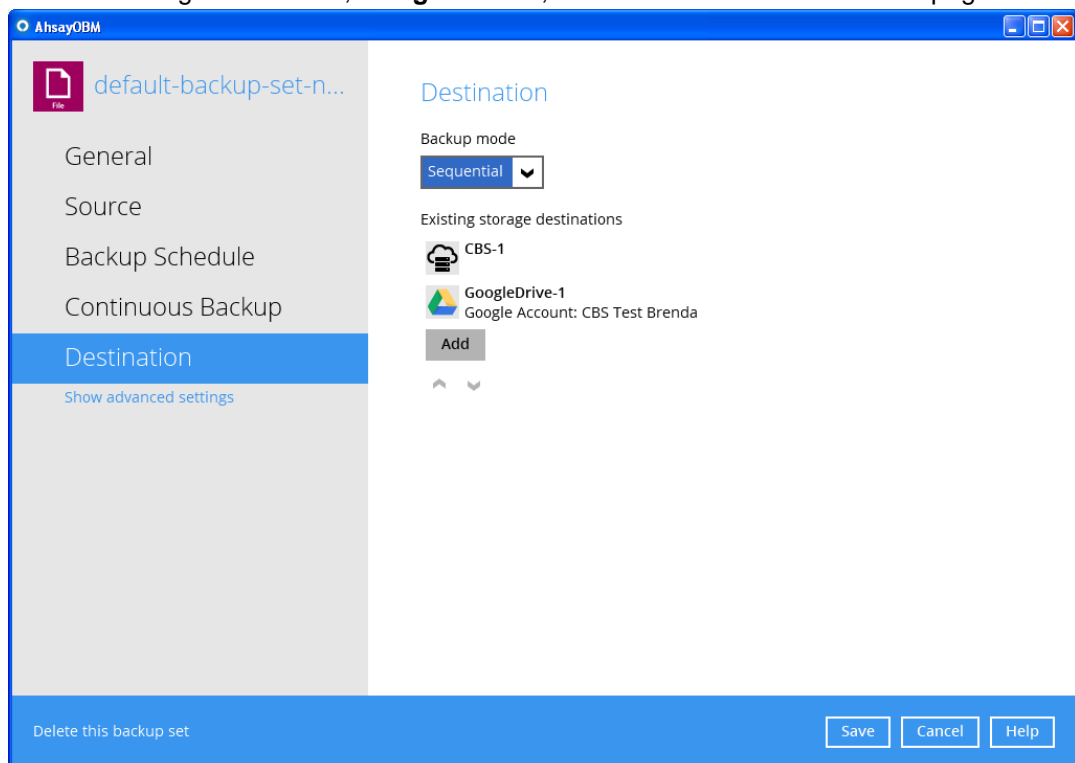 AhsayOBM
default-backup-set-n...
File
General
Source
Backup Schedule
Continuous Backup
Destination
Show advanced settings
Destination
Backup mode
Sequential
Existing storage destinations
CBS-1
GoogleDrive-1
Google Account: CBS Test Brenda
Add
Delete this backup set
Save Cancel Help